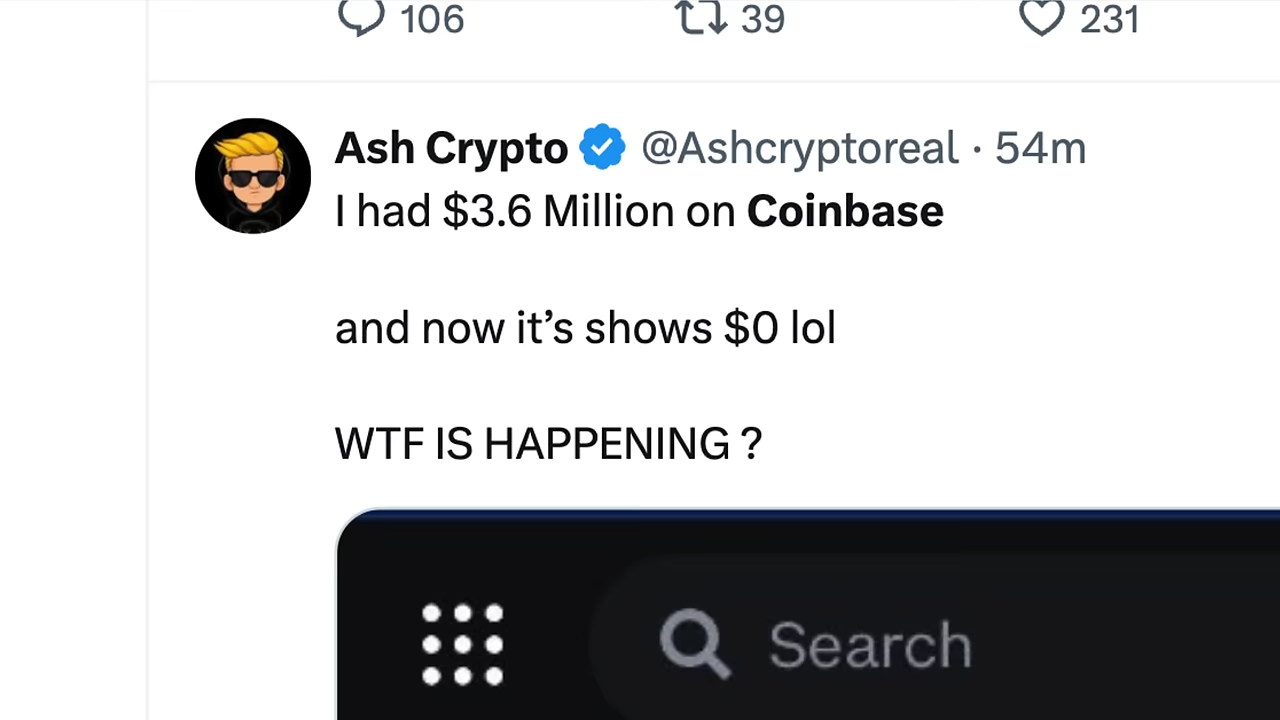 106 39 231
Ash Crypto @Ashcryptoreal · 54m
I had $3.6 Million on Coinbase
and now it’s shows $0 lol
WTF IS HAPPENING ?
Search